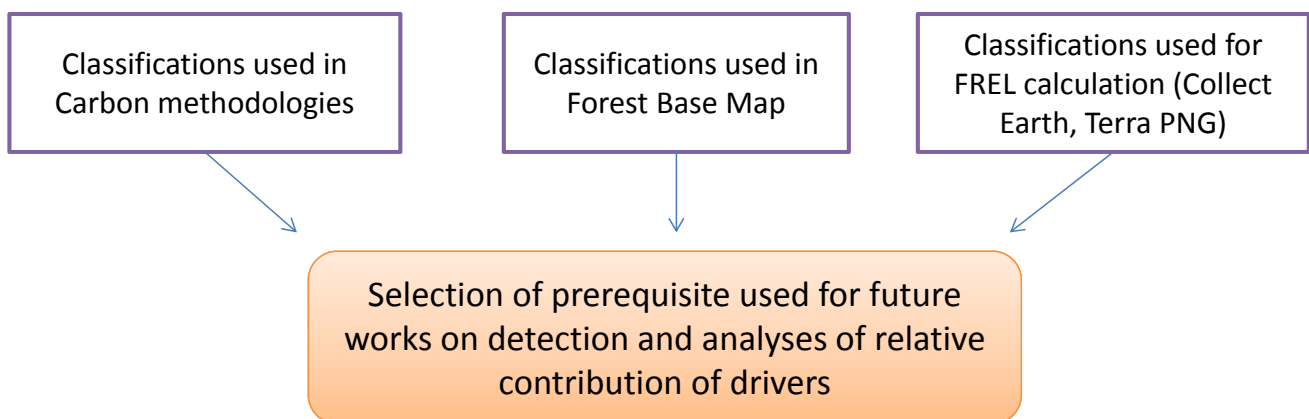 Classifications used in
Carbon methodologies
Classifications used in
Forest Base Map
Classifications used for
FREL calculation (Collect
Earth, Terra PNG)
Selection of prerequisite used for future
works on detection and analyses of relative
contribution of drivers